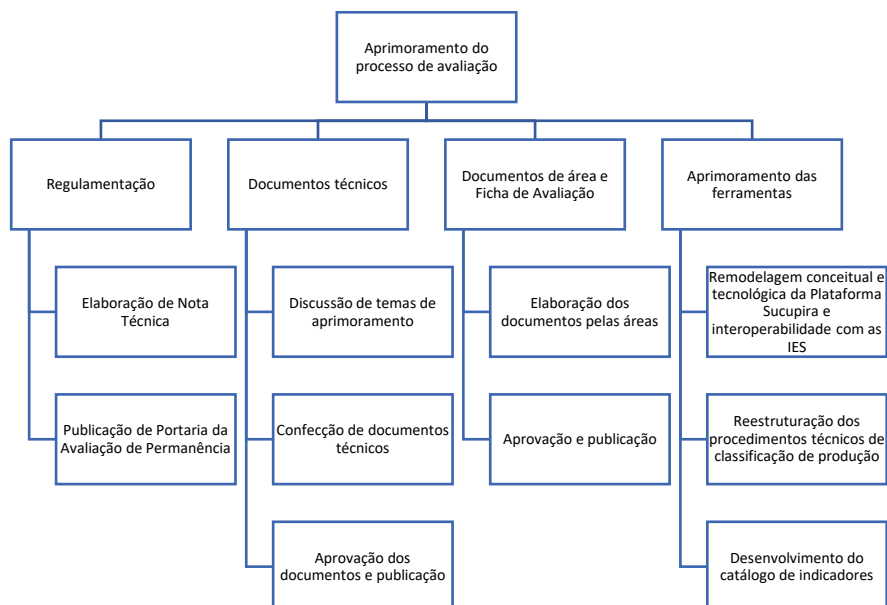 Aprimoramento do
processo de avaliação
Regulamentação
Documentos técnicos
Documentos de área e
Ficha de Avaliação
Aprimoramento das
ferramentas
Elaboração de Nota
Técnica
Discussão de temas de
aprimoramento
Elaboração dos
documentos pelas áreas
Remodelagem conceitual e
tecnológica da Plataforma
Sucupira e
interoperabilidade com as
IES
Publicação de Portaria da
Avaliação de Permanência
Confecção de documentos
técnicos
Aprovação e publicação
Reestruturação dos
procedimentos técnicos de
classificação de produção
Aprovação dos
documentos e publicação
Desenvolvimento do
catálogo de indicadores